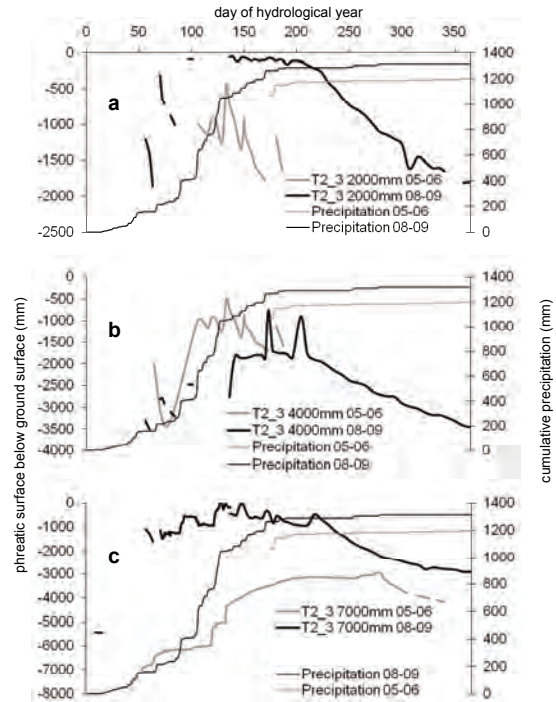 day of hydrological year
0 50 100 150 200 250 300 350
phreatic surface below ground surface (mm)
cumulative precipitation (mm)
a
0
-500
-1000
-1500
-2000
-2500
1400
1200
1000
800
600
400
200
0
T2_3 2000mm 05-06
T2_3 2000mm 08-09
Precipitation 05-06
Precipitation 08-09
b
0
-500
-1000
-1500
-2000
-2500
-3000
-3500
-4000
1400
1200
1000
800
600
400
200
0
T2_3 4000mm 05-06
T2_3 4000mm 08-09
Precipitation 05-06
Precipitation 08-09
c
0
-1000
-2000
-3000
-4000
-5000
-6000
-7000
-8000
1400
1200
1000
800
600
400
200
0
T2_3 7000mm 05-06
T2_3 7000mm 08-09
Precipitation 08-09
Precipitation 05-06